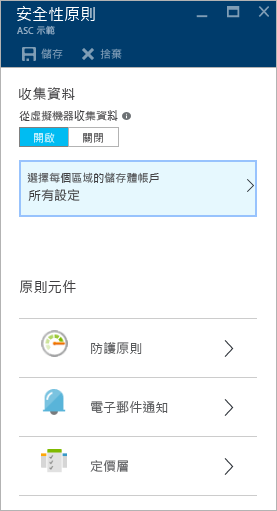 安全性原則
ASC 示範
儲存 捨棄
收集資料
從虛擬機器收集資料
開啟 關閉
選擇每個區域的儲存體帳戶
所有設定
原則元件
防護原則
電子郵件通知
定價層